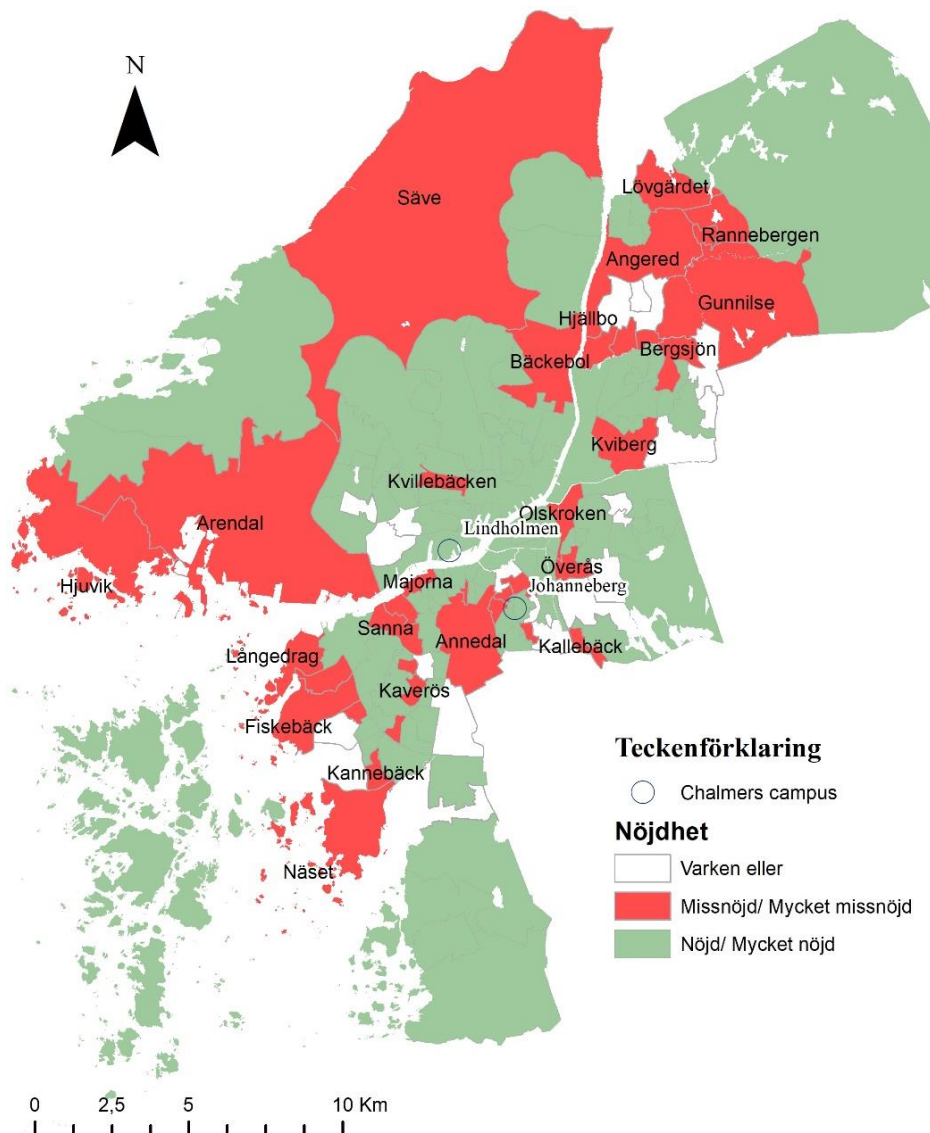 N
Säve
Lövgärdet
Rannebergen
Angered
Gunnilse
Hjällbo
Bergsjön
Bäckebol
Kviberg
Kvillebäcken
Olskroken
Arendal
Lindholmen
Överås
Hjuvik
Majorna
Johanneberg
Sanna
Annedal
Kallebäck
Långedrag
Kaverös
Fiskebäck
Kannebäck
Näset
Teckenförklaring
Chalmers campus
Nöjdhet
Varken eller
Missnöjd/ Mycket missnöjd
Nöjd/ Mycket nöjd
0 2,5 5 10 Km